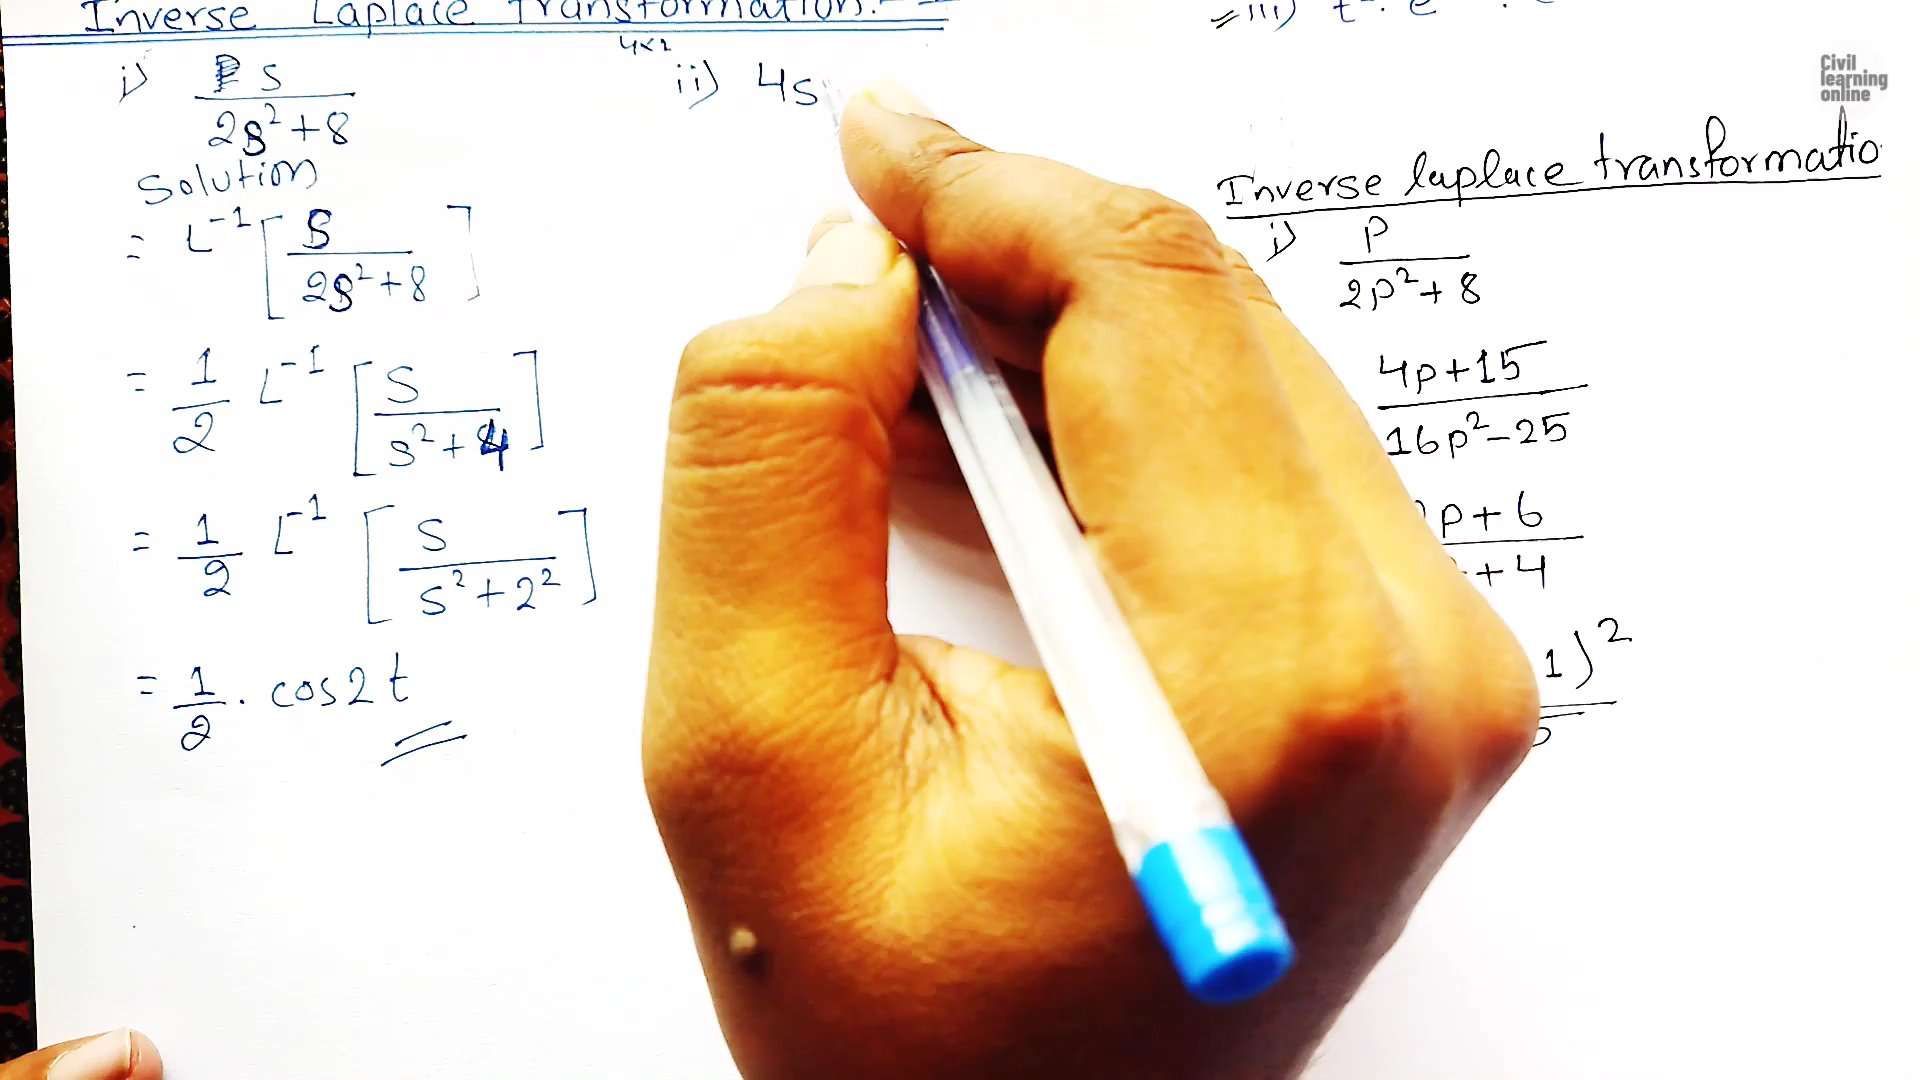 Inverse Laplace Transformation:-
4×2
i) S
2S²+8
Solution
= L⁻¹ [ S / 2S²+8 ]
= 1/2 L⁻¹ [ S / S²+4 ]
= 1/2 L⁻¹ [ S / S²+2² ]
= 1/2 . cos2t
ii) 4s
iii)
Civil
learning
online
Inverse laplace transformatio
i) P
2p²+8
4p+15
16p²-25
p+6
+4
1)²